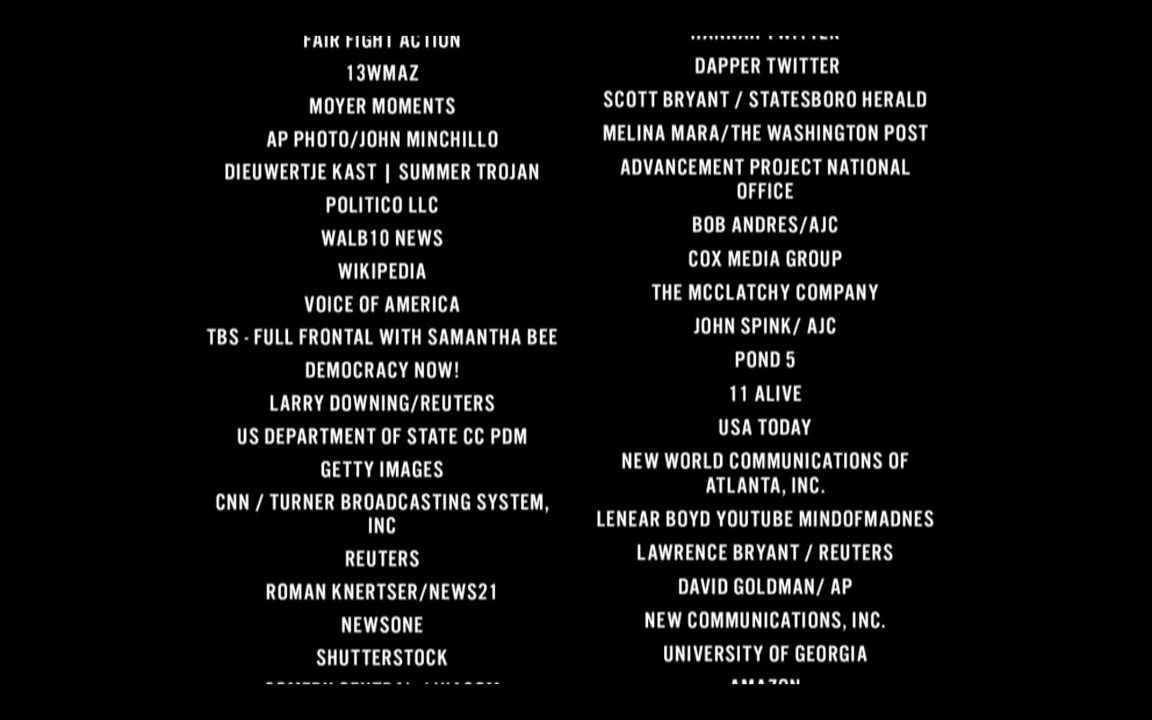 FAIR FIGHT ACTION
13WMAZ
MOYER MOMENTS
AP PHOTO/JOHN MINCHILLO
DIEUWERTJE KAST | SUMMER TROJAN
POLITICO LLC
WALB10 NEWS
WIKIPEDIA
VOICE OF AMERICA
TBS - FULL FRONTAL WITH SAMANTHA BEE
DEMOCRACY NOW!
LARRY DOWNING/REUTERS
US DEPARTMENT OF STATE CC PDM
GETTY IMAGES
CNN / TURNER BROADCASTING SYSTEM,
INC
REUTERS
ROMAN KNERTSER/NEWS21
NEWSONE
SHUTTERSTOCK
DAPPER TWITTER
SCOTT BRYANT / STATESBORO HERALD
MELINA MARA/THE WASHINGTON POST
ADVANCEMENT PROJECT NATIONAL
OFFICE
BOB ANDRES/AJC
COX MEDIA GROUP
THE MCCLATCHY COMPANY
JOHN SPINK/ AJC
POND 5
11 ALIVE
USA TODAY
NEW WORLD COMMUNICATIONS OF
ATLANTA, INC.
LENEAR BOYD YOUTUBE MINDOFMADNES
LAWRENCE BRYANT / REUTERS
DAVID GOLDMAN/ AP
NEW COMMUNICATIONS, INC.
UNIVERSITY OF GEORGIA
AMAZON